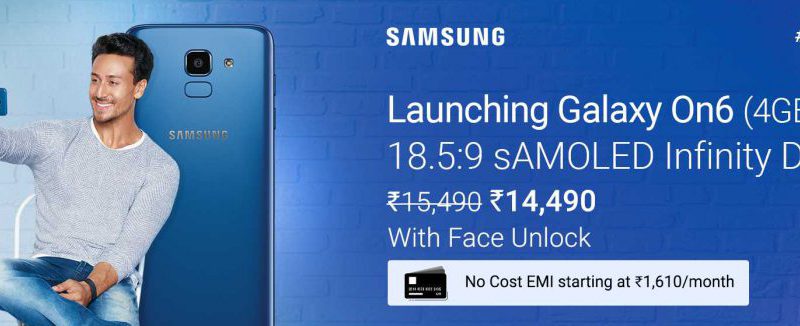 SAMSUNG
SAMSUNG
Launching Galaxy On6 (4GB
18.5:9 sAMOLED Infinity D
₹15,490 ₹14,490
With Face Unlock
No Cost EMI starting at ₹1,610/month